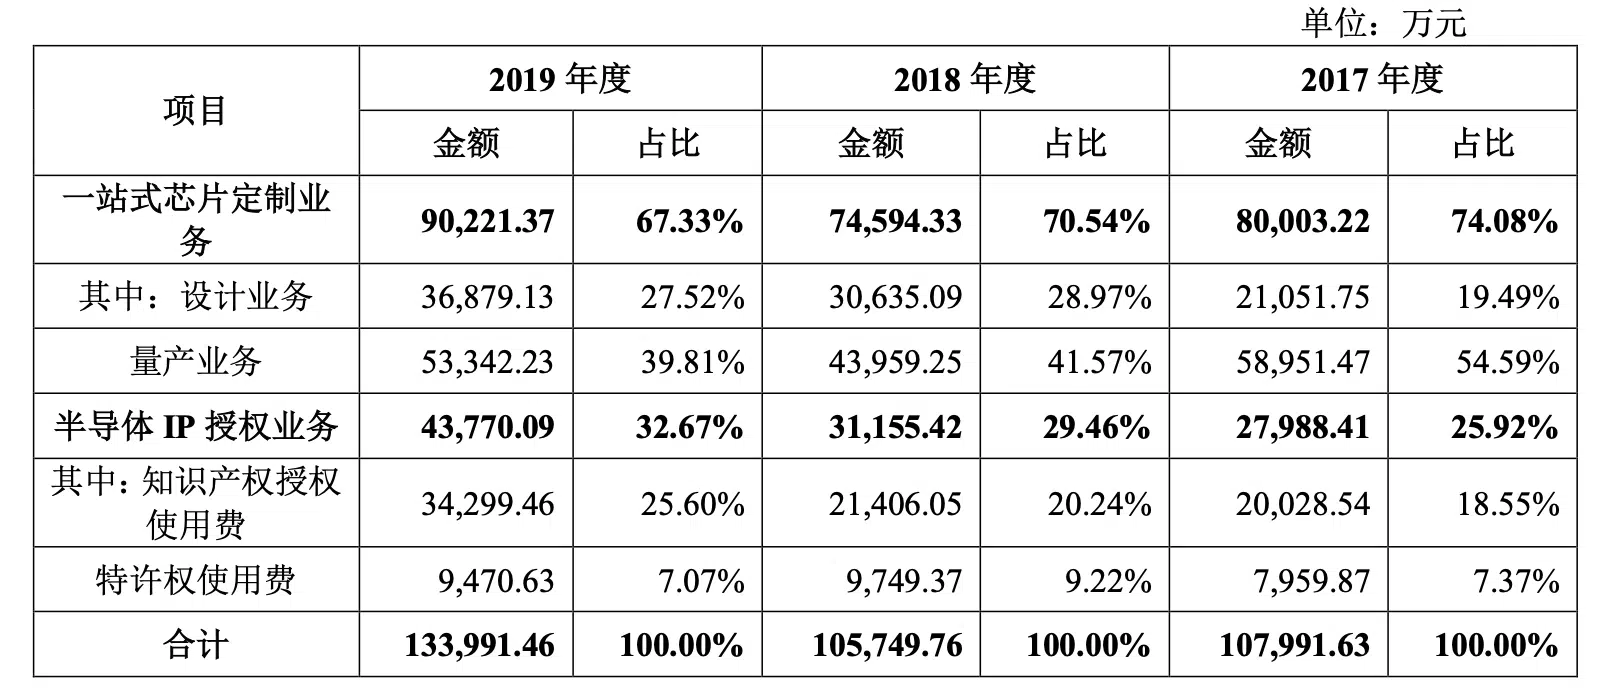 单位：万元
项目 2019 年度 2018 年度 2017 年度
金额 占比 金额 占比 金额 占比
一站式芯片定制业
务 90,221.37 67.33% 74,594.33 70.54% 80,003.22 74.08%
其中：设计业务 36,879.13 27.52% 30,635.09 28.97% 21,051.75 19.49%
量产业务 53,342.23 39.81% 43,959.25 41.57% 58,951.47 54.59%
半导体 IP 授权业务 43,770.09 32.67% 31,155.42 29.46% 27,988.41 25.92%
其中：知识产权授权
使用费 34,299.46 25.60% 21,406.05 20.24% 20,028.54 18.55%
特许权使用费 9,470.63 7.07% 9,749.37 9.22% 7,959.87 7.37%
合计 133,991.46 100.00% 105,749.76 100.00% 107,991.63 100.00%